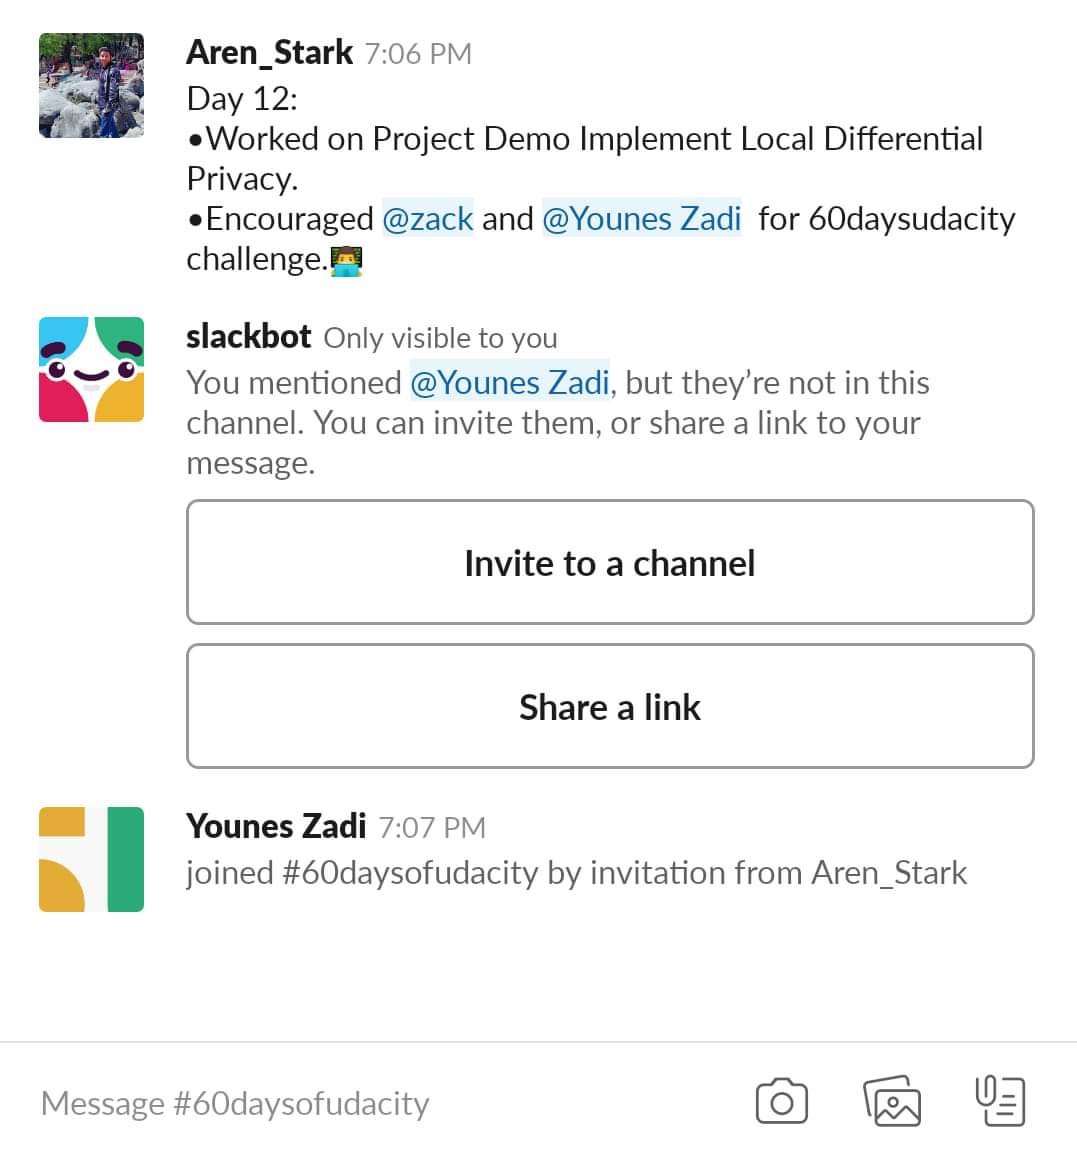 Aren_Stark 7:06 PM
Day 12:
•Worked on Project Demo Implement Local Differential
Privacy.
•Encouraged @zack and @Younes Zadi for 60daysudacity
challenge.👨‍💻
slackbot Only visible to you
You mentioned @Younes Zadi, but they’re not in this
channel. You can invite them, or share a link to your
message.
Invite to a channel
Share a link
Younes Zadi 7:07 PM
joined #60daysofudacity by invitation from Aren_Stark
Message #60daysofudacity